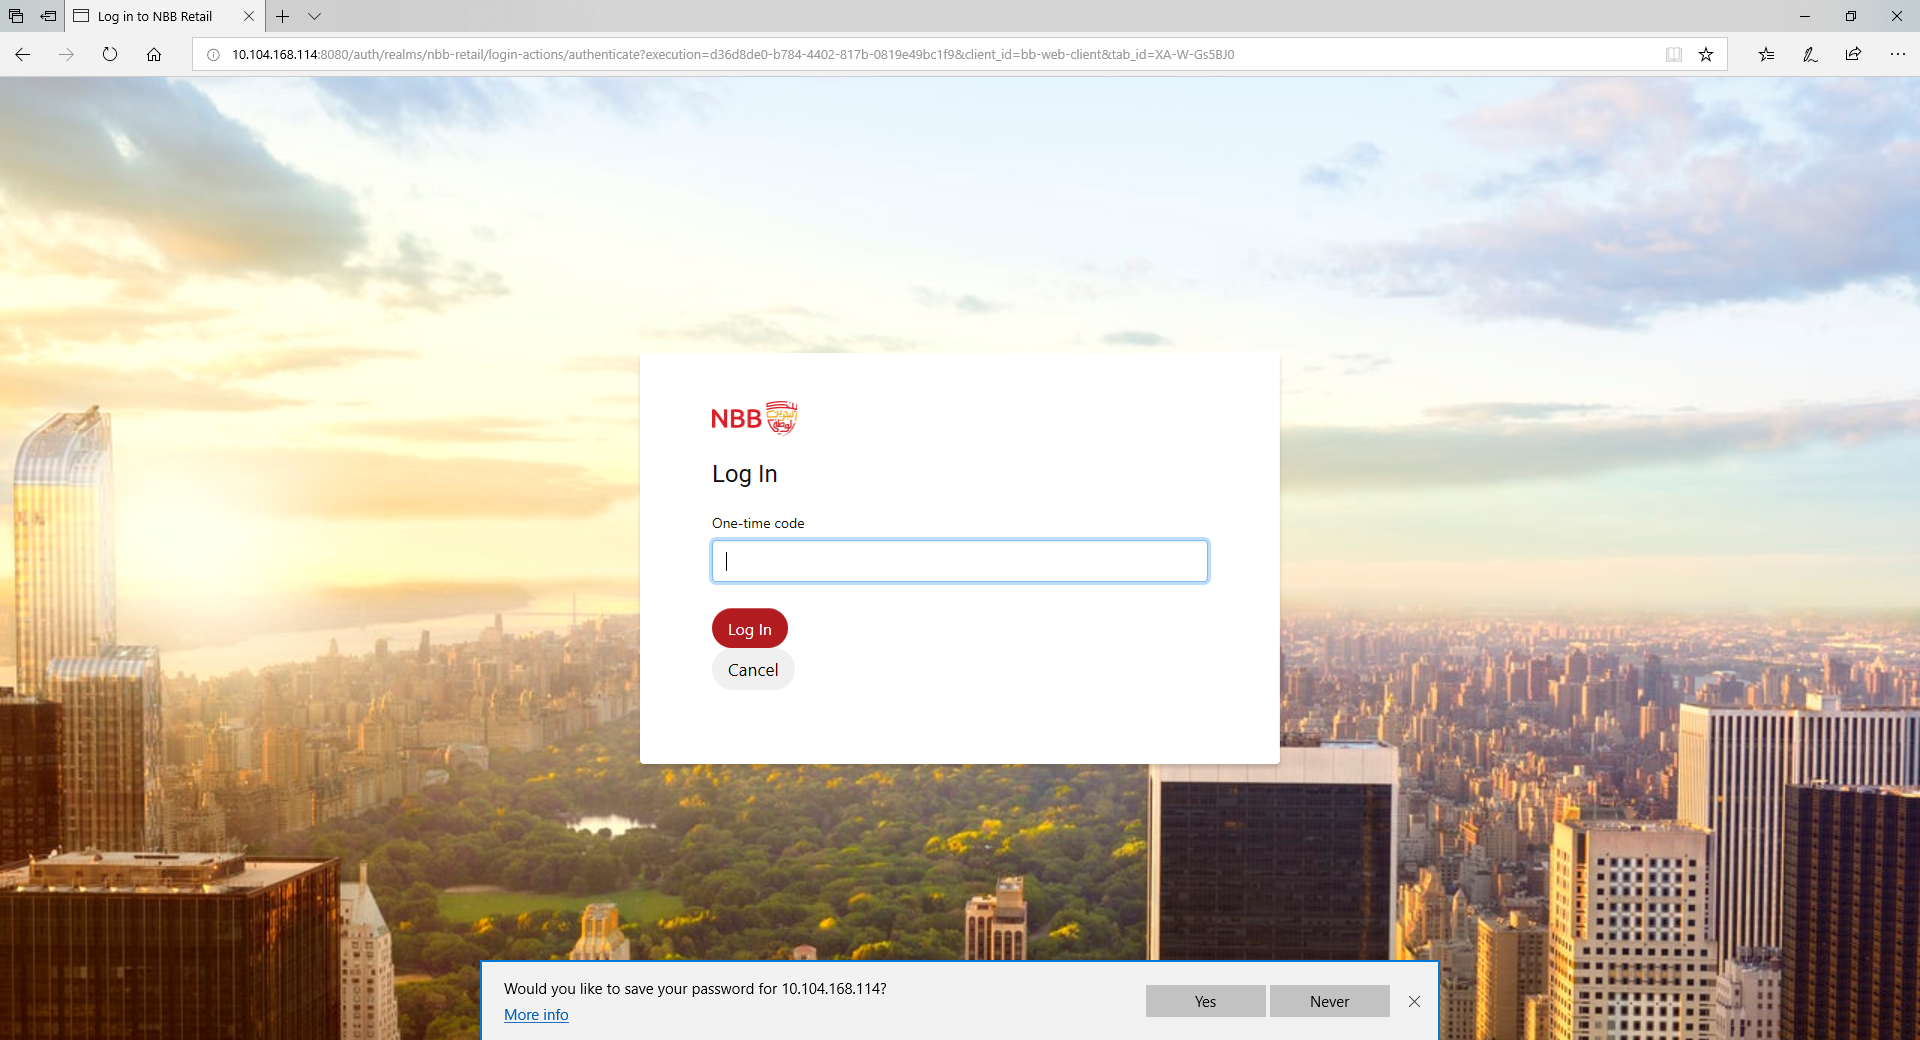 Log in to NBB Retail
10.104.168.114:8080/auth/realms/nbb-retail/login-actions/authenticate?execution=d36d8de0-b784-4402-817b-0819e49bc1f9&client_id=bb-web-client&tab_id=XA-W-Gs5BJ0
NBB
Log In
One-time code
Log In
Cancel
Would you like to save your password for 10.104.168.114?
More info
Yes
Never